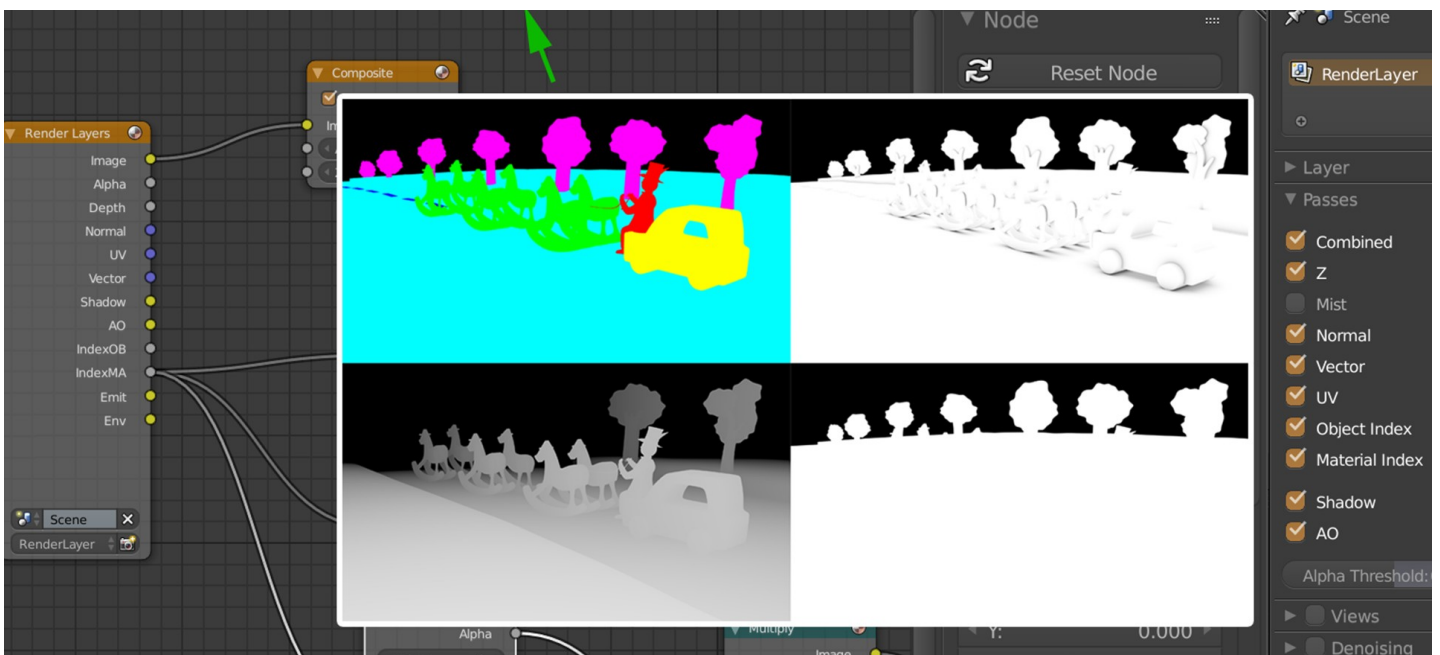 Composite
Render Layers
Image
Alpha
Depth
Normal
UV
Vector
Shadow
AO
IndexOB
IndexMA
Emit
Env
Scene
RenderLayer
Alpha
Multiply
Image
Node
Reset Node
Y: 0.000
Scene
RenderLayer
Layer
Passes
Combined
Z
Mist
Normal
Vector
UV
Object Index
Material Index
Shadow
AO
Alpha Threshold:
Views
Denoising